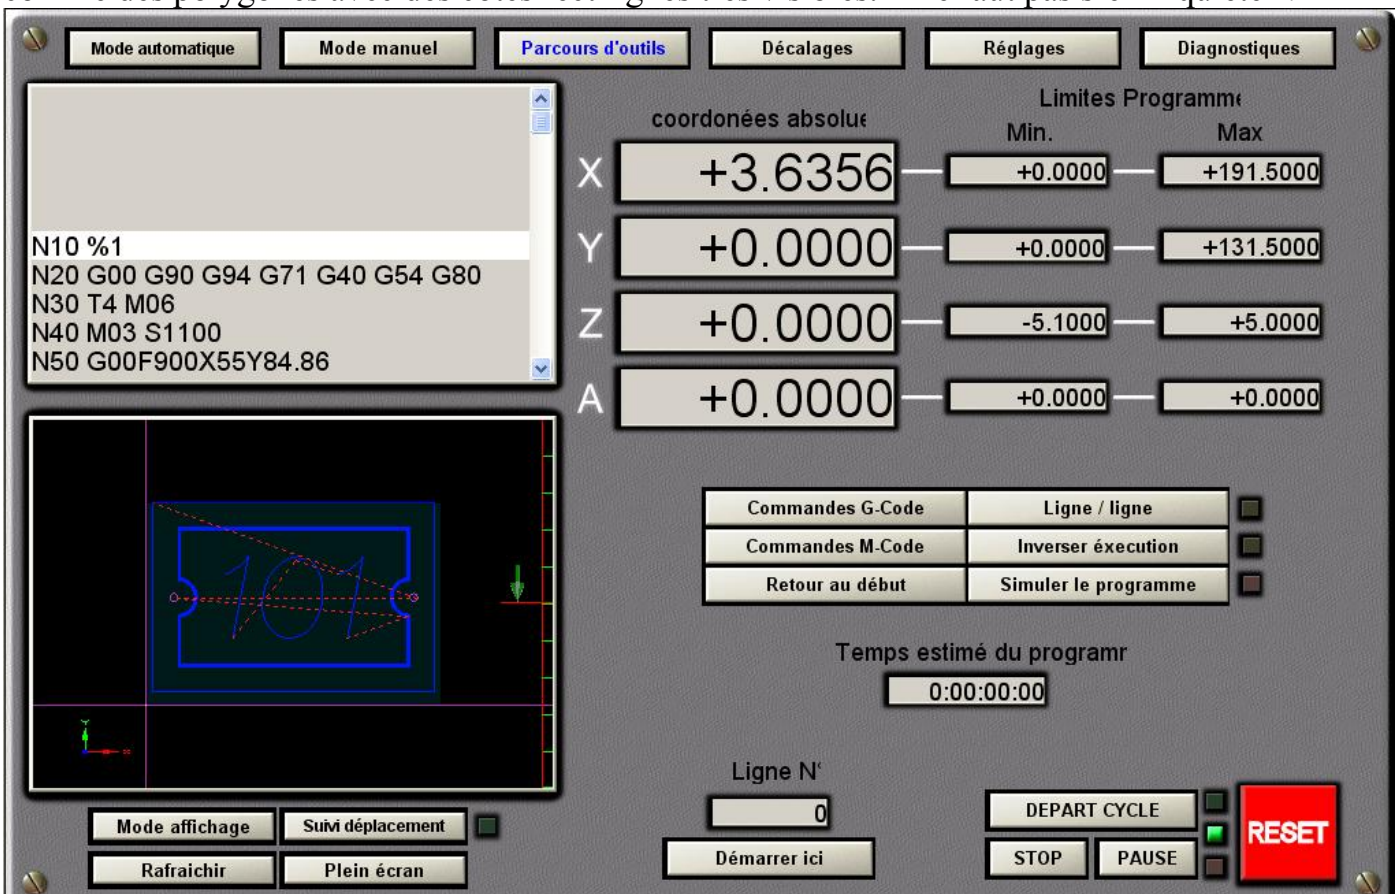 Mode automatique
Mode manuel
Parcours d'outils
Décalages
Réglages
Diagnostiques
N10 %1
N20 G00 G90 G94 G71 G40 G54 G80
N30 T4 M06
N40 M03 S1100
N50 G00F900X55Y84.86
coordonées absolue
Limites Programme
Min.
Max
X +3.6356 +0.0000 +191.5000
Y +0.0000 +0.0000 +131.5000
Z +0.0000 -5.1000 +5.0000
A +0.0000 +0.0000 +0.0000
101
Y
X
Commandes G-Code
Ligne / ligne
Commandes M-Code
Inverser éxecution
Retour au début
Simuler le programme
Temps estimé du programr
0:00:00:00
Ligne N°
0
Démarrer ici
Mode affichage
Suivi déplacement
Rafraichir
Plein écran
DEPART CYCLE
STOP
PAUSE
RESET